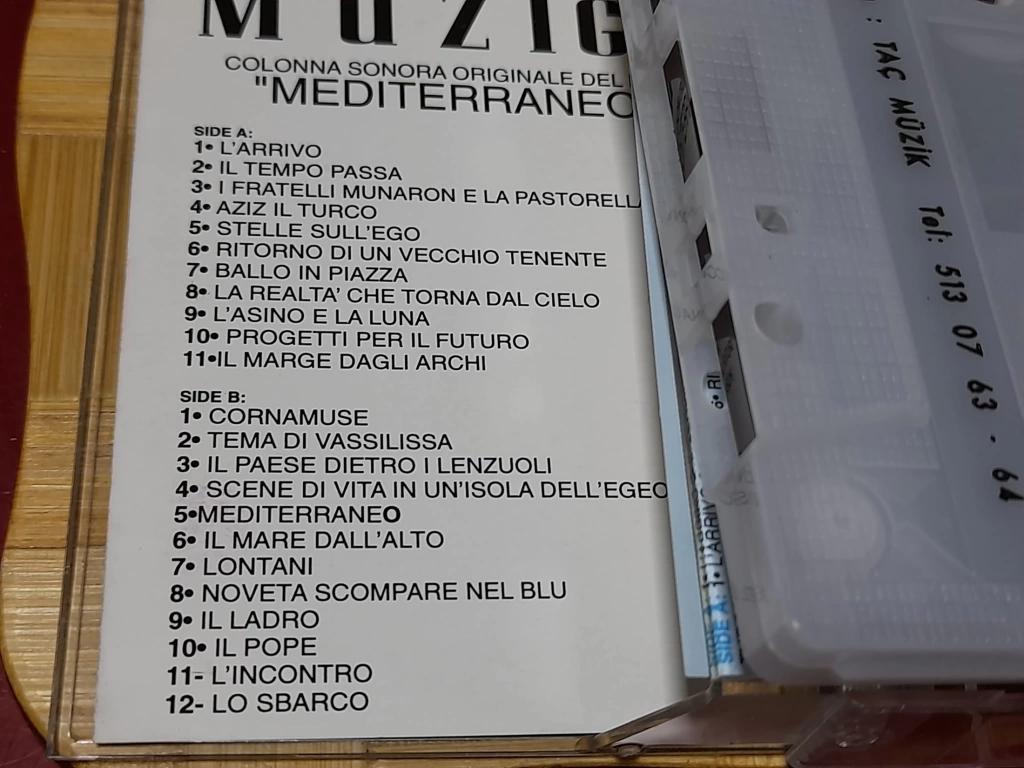 MÜZİG
COLONNA SONORA ORIGINALE DEL
"MEDITERRANEO
SIDE A:
1• L'ARRIVO
2• IL TEMPO PASSA
3• I FRATELLI MUNARON E LA PASTORELLA
4• AZIZ IL TURCO
5• STELLE SULL'EGO
6• RITORNO DI UN VECCHIO TENENTE
7• BALLO IN PIAZZA
8• LA REALTA' CHE TORNA DAL CIELO
9• L'ASINO E LA LUNA
10• PROGETTI PER IL FUTURO
11•IL MARGE DAGLI ARCHI
SIDE B:
1• CORNAMUSE
2• TEMA DI VASSILISSA
3• IL PAESE DIETRO I LENZUOLI
4• SCENE DI VITA IN UN'ISOLA DELL'EGEO
5•MEDITERRANEO
6• IL MARE DALL'ALTO
7• LONTANI
8• NOVETA SCOMPARE NEL BLU
9• IL LADRO
10• IL POPE
11- L'INCONTRO
12- LO SBARCO
: TAÇ MÜZİK Tel: 513 07 63 - 64
6• RI
SIDE A: 1• L'ARRIVO